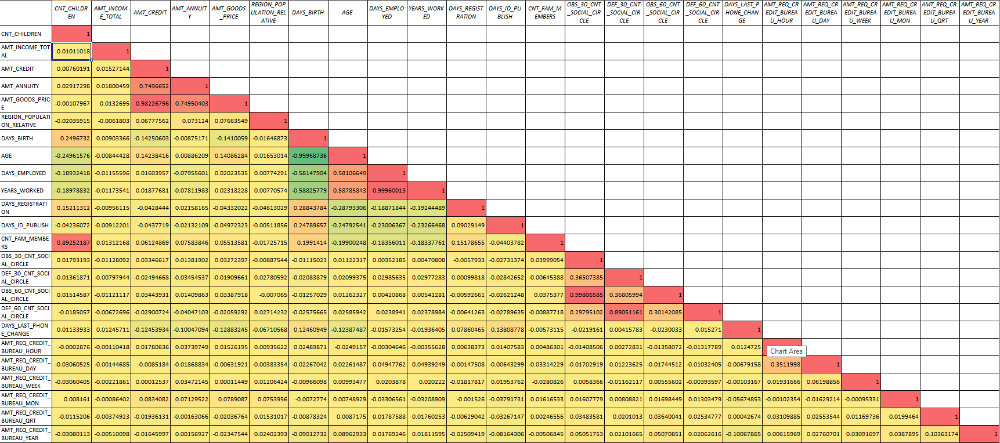 CNT_CHILDREN AMT_INCOME_TOTAL AMT_CREDIT AMT_ANNUITY AMT_GOODS_PRICE REGION_POPULATION_RELATIVE DAYS_BIRTH AGE DAYS_EMPLOYED YEARS_WORKED DAYS_REGISTRATION DAYS_ID_PUBLISH CNT_FAM_MEMBERS OBS_30_CNT_SOCIAL_CIRCLE DEF_30_CNT_SOCIAL_CIRCLE OBS_60_CNT_SOCIAL_CIRCLE DEF_60_CNT_SOCIAL_CIRCLE DAYS_LAST_PHONE_CHANGE AMT_REQ_CREDIT_BUREAU_HOUR AMT_REQ_CREDIT_BUREAU_DAY AMT_REQ_CREDIT_BUREAU_WEEK AMT_REQ_CREDIT_BUREAU_MON AMT_REQ_CREDIT_BUREAU_QRT AMT_REQ_CREDIT_BUREAU_YEAR
CNT_CHILDREN 1
AMT_INCOME_TOTAL 0.01011018 1
AMT_CREDIT 0.00760191 0.01527144 1
AMT_ANNUITY 0.02917298 0.01800459 0.7496652 1
AMT_GOODS_PRICE -0.00107967 0.0132695 0.98226796 0.74950403 1
REGION_POPULATION_RELATIVE -0.02035915 -0.0061803 0.06777562 0.073124 0.07663549 1
DAYS_BIRTH 0.2496732 0.00903366 -0.14250603 -0.00875171 -0.1410059 -0.01646873 1
AGE -0.24961576 -0.00844428 0.14238416 0.00886209 0.14086284 0.01653014 -0.99968736 1
DAYS_EMPLOYED -0.18932418 -0.01155596 0.01603957 -0.07955601 0.02023535 0.00774291 -0.58147904 0.58106649 1
YEARS_WORKED -0.18978832 -0.01173541 0.01877681 -0.07811983 0.02318228 0.00770574 -0.58825779 0.58785843 0.99960013 1
DAYS_REGISTRATION 0.15211312 -0.00956115 -0.0428444 0.02158165 -0.04332022 -0.04613029 0.28843784 -0.28793306 -0.18871844 -0.19244489 1
DAYS_ID_PUBLISH -0.04236072 -0.00912201 -0.0437719 -0.02132109 -0.04972323 -0.00511856 0.24789657 -0.24792541 -0.23006367 -0.23266468 0.09029149 1
CNT_FAM_MEMBERS 0.89252187 0.01312168 0.06124869 0.07583846 0.05513581 -0.01725715 0.1991414 -0.19900248 -0.18356011 -0.18337761 0.15178655 -0.04403782 1
OBS_30_CNT_SOCIAL_CIRCLE 0.01793193 -0.01128092 0.03346617 0.01381902 0.03272397 -0.00887544 -0.01115023 0.01122317 0.00352185 0.00470808 -0.0057933 -0.02731374 0.03999054 1
DEF_30_CNT_SOCIAL_CIRCLE -0.01361871 -0.00797944 -0.02494668 -0.03454537 -0.01909661 0.02780592 -0.02083879 0.02099375 0.02985635 0.02977283 0.00099818 -0.02842652 -0.00645388 0.36507385 1
OBS_60_CNT_SOCIAL_CIRCLE 0.01514587 -0.01121117 0.03443931 0.01409863 0.03387918 -0.007065 -0.01257029 0.01262327 0.00420868 0.00541281 -0.00592661 -0.02621248 0.0375377 0.99806585 0.36805994 1
DEF_60_CNT_SOCIAL_CIRCLE -0.0185057 -0.00672696 -0.02900724 -0.04047103 -0.02059292 0.02714232 -0.02575665 0.02585942 0.0238941 0.02378984 -0.00641263 -0.02789635 -0.00887718 0.29795102 0.89051161 0.30142085 1
DAYS_LAST_PHONE_CHANGE 0.01133933 0.01245711 -0.12453934 -0.10047094 -0.12883245 -0.06710568 0.12460949 -0.12387487 -0.01573254 -0.01936405 0.07860465 0.13808778 -0.00573115 -0.0219161 0.00415783 -0.0230033 0.015271 1
AMT_REQ_CREDIT_BUREAU_HOUR -0.0002876 -0.00110418 0.01780636 0.03739749 0.01526195 0.00935622 0.02489871 -0.0249157 -0.00304646 -0.00355628 0.00638373 0.01407583 0.00486301 -0.01408506 0.00272831 -0.01358072 -0.01317789 0.0124725
Chart Area
AMT_REQ_CREDIT_BUREAU_DAY -0.03060525 -0.00144685 -0.0085184 -0.01868834 -0.00631921 -0.00383354 -0.02267042 0.02261487 0.04947762 0.04939249 -0.00147508 -0.00643299 -0.03314229 -0.01702919 0.01223625 -0.01744512 -0.01032405 -0.00679158 0.3511998 1
AMT_REQ_CREDIT_BUREAU_WEEK -0.03060405 -0.00221861 0.00012537 0.03472145 0.00011449 0.01206424 -0.00966098 0.00993477 0.0203878 0.020222 -0.01817817 0.01953762 -0.0280826 0.0058366 -0.01162117 0.00555602 -0.00393597 -0.00103167 0.01931666 0.06198856 1
AMT_REQ_CREDIT_BUREAU_MON 0.008161 -0.00086402 0.0834082 0.07129522 0.0789087 0.0753956 -0.0072774 0.00748929 -0.03306561 -0.03208909 -0.001526 -0.03791731 0.01616533 0.01607779 0.00808821 0.01698449 0.01303479 -0.05674853 -0.00102354 -0.01629214 -0.00095331 1
AMT_REQ_CREDIT_BUREAU_QRT -0.0115206 -0.00374923 -0.01936131 -0.00163066 -0.02036764 0.01531017 -0.00878324 0.0087175 0.01787588 0.01760253 -0.00629042 -0.03267147 0.00246556 0.03483581 0.0201013 0.03640041 0.02534777 0.00042674 0.03109885 0.02553544 0.01169736 0.0199464 1
AMT_REQ_CREDIT_BUREAU_YEAR -0.03080113 -0.00510098 -0.01645997 0.00156927 -0.02347544 0.02402393 -0.09012732 0.08962933 0.01769246 0.01811595 -0.02509419 -0.08164306 -0.00506845 0.05051753 0.02101665 0.05070851 0.02062616 -0.10067865 0.00615969 0.02760701 0.03091697 0.0387895 0.10363174 1